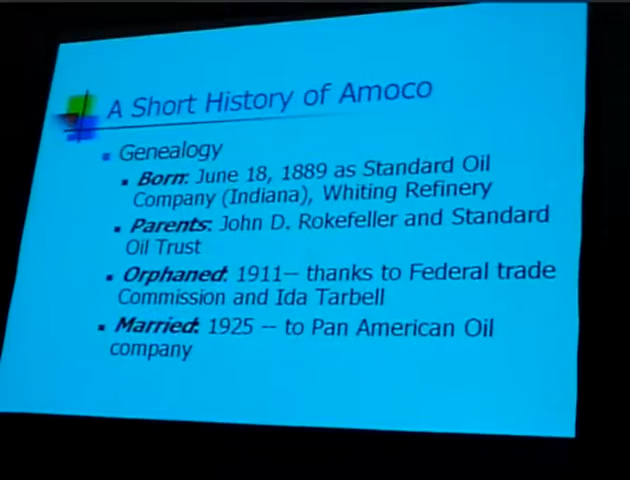 A Short History of Amoco
Genealogy
Born: June 18, 1889 as Standard Oil
Company (Indiana), Whiting Refinery
Parents: John D. Rokefeller and Standard
Oil Trust
Orphaned: 1911– thanks to Federal trade
Commission and Ida Tarbell
Married: 1925 – to Pan American Oil
company